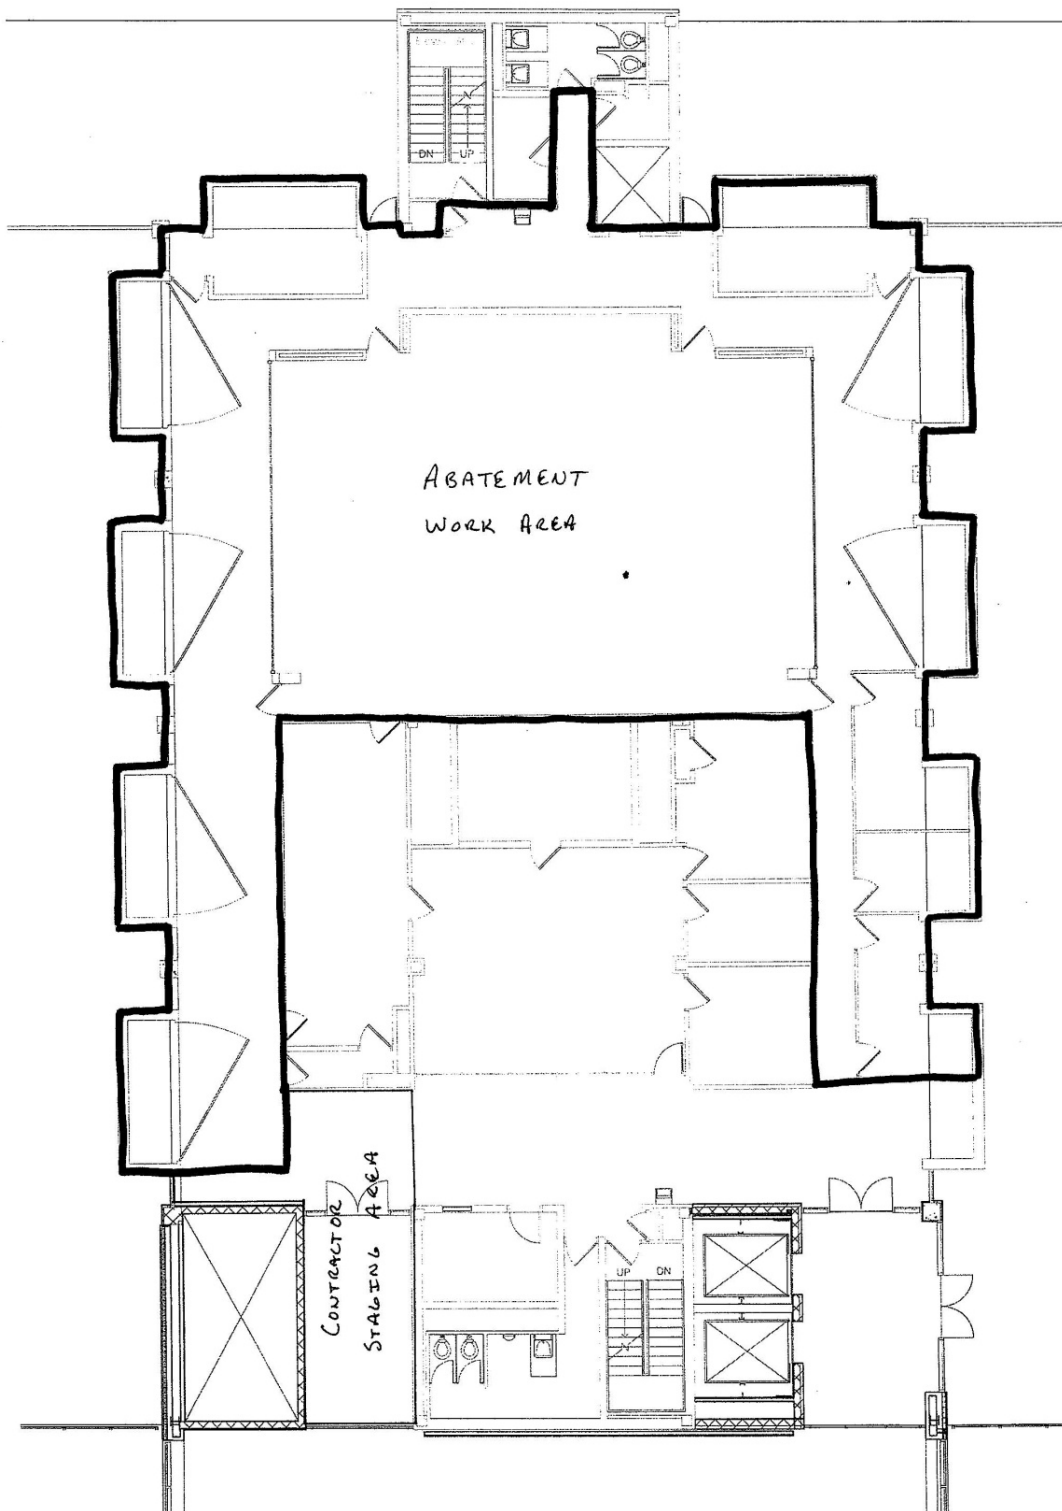 DN UP
ABATEMENT
WORK AREA
CONTRACTOR
STAGING AREA
UP DN